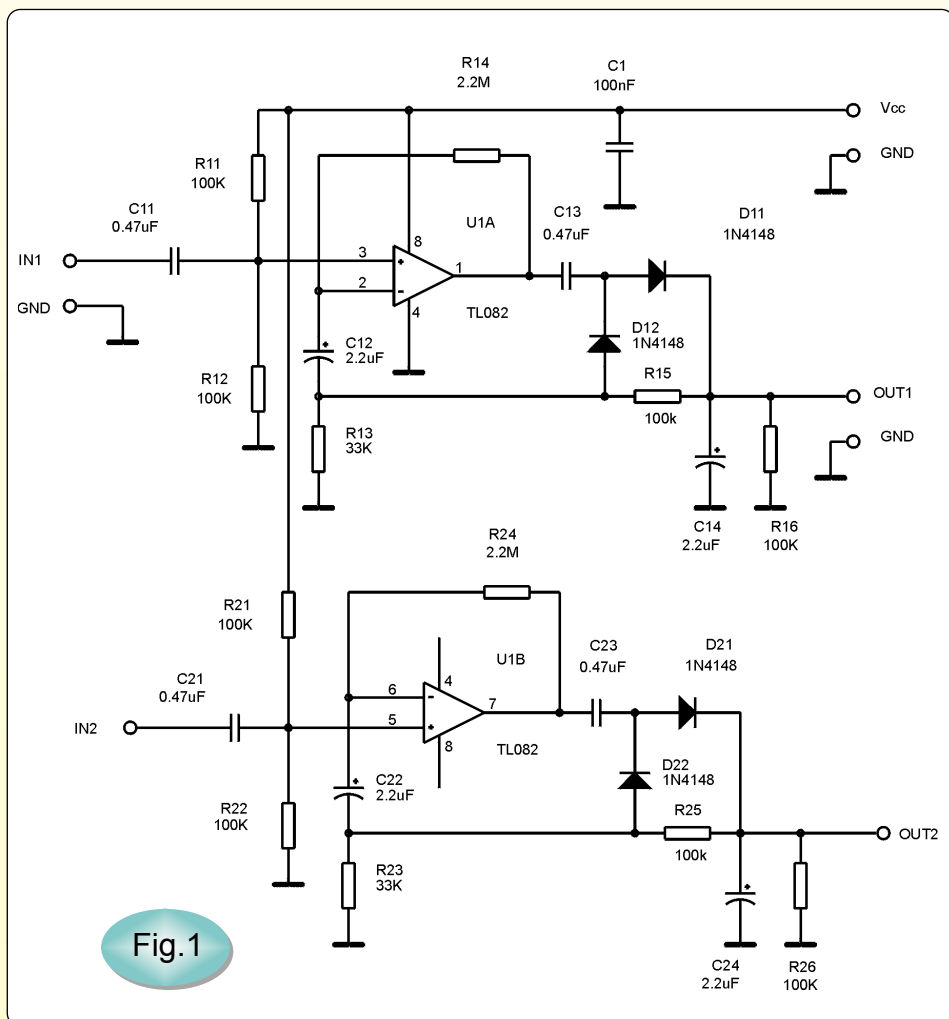 R14
2.2M
C1
100nF
Vcc
GND
R11
100K
C11
0.47uF
U1A
C13
0.47uF
D11
1N4148
IN1
3
8
1
2
4
TL082
GND
C12
2.2uF
D12
1N4148
R12
100K
R15
100k
OUT1
R13
33K
GND
C14
2.2uF
R16
100K
R24
2.2M
R21
100K
U1B
C23
0.47uF
D21
1N4148
C21
0.47uF
4
6
7
5
IN2
8
TL082
D22
1N4148
C22
2.2uF
R22
100K
R25
100k
OUT2
R23
33K
C24
2.2uF
R26
100K
Fig.1